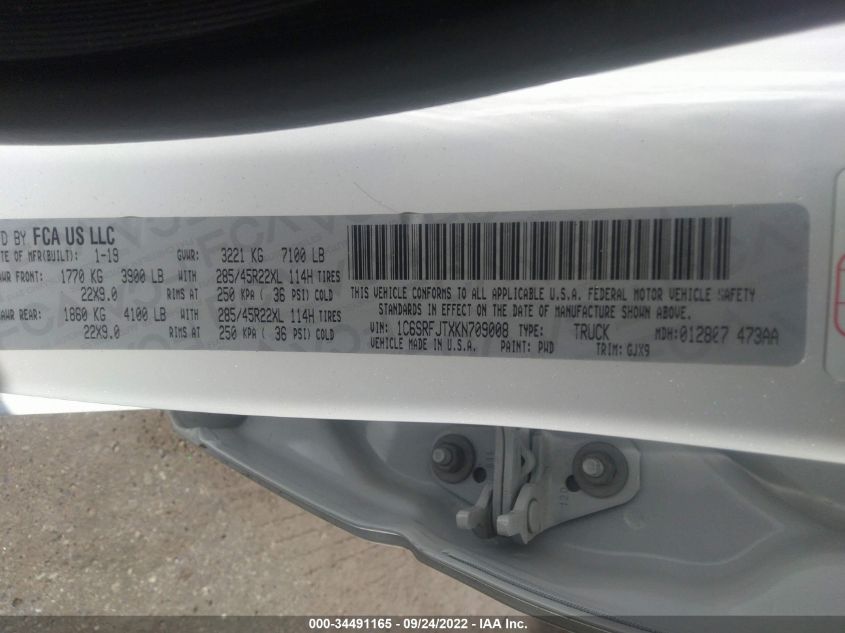 D BY FCA US LLC
TE OF MFR(BUILT): 1-19 GVWR: 3221 KG 7100 LB
AWR FRONT: 1770 KG 3900 LB WITH 285/45R22XL 114H TIRES
22X9.0 RIMS AT 250 KPA ( 36 PSI) COLD
AWR REAR: 1860 KG 4100 LB WITH 285/45R22XL 114H TIRES
22X9.0 RIMS AT 250 KPA ( 36 PSI) COLD
THIS VEHICLE CONFORMS TO ALL APPLICABLE U.S.A. FEDERAL MOTOR VEHICLE SAFETY
STANDARDS IN EFFECT ON THE DATE OF MANUFACTURE SHOWN ABOVE.
VIN: 1C6SRFJTXKN709008 TYPE: TRUCK MDH: 473AA
VEHICLE MADE IN U.S.A. PAINT: PWD TRIM: GJX9
120
000-34491165 - 09/24/2022 - IAA Inc.